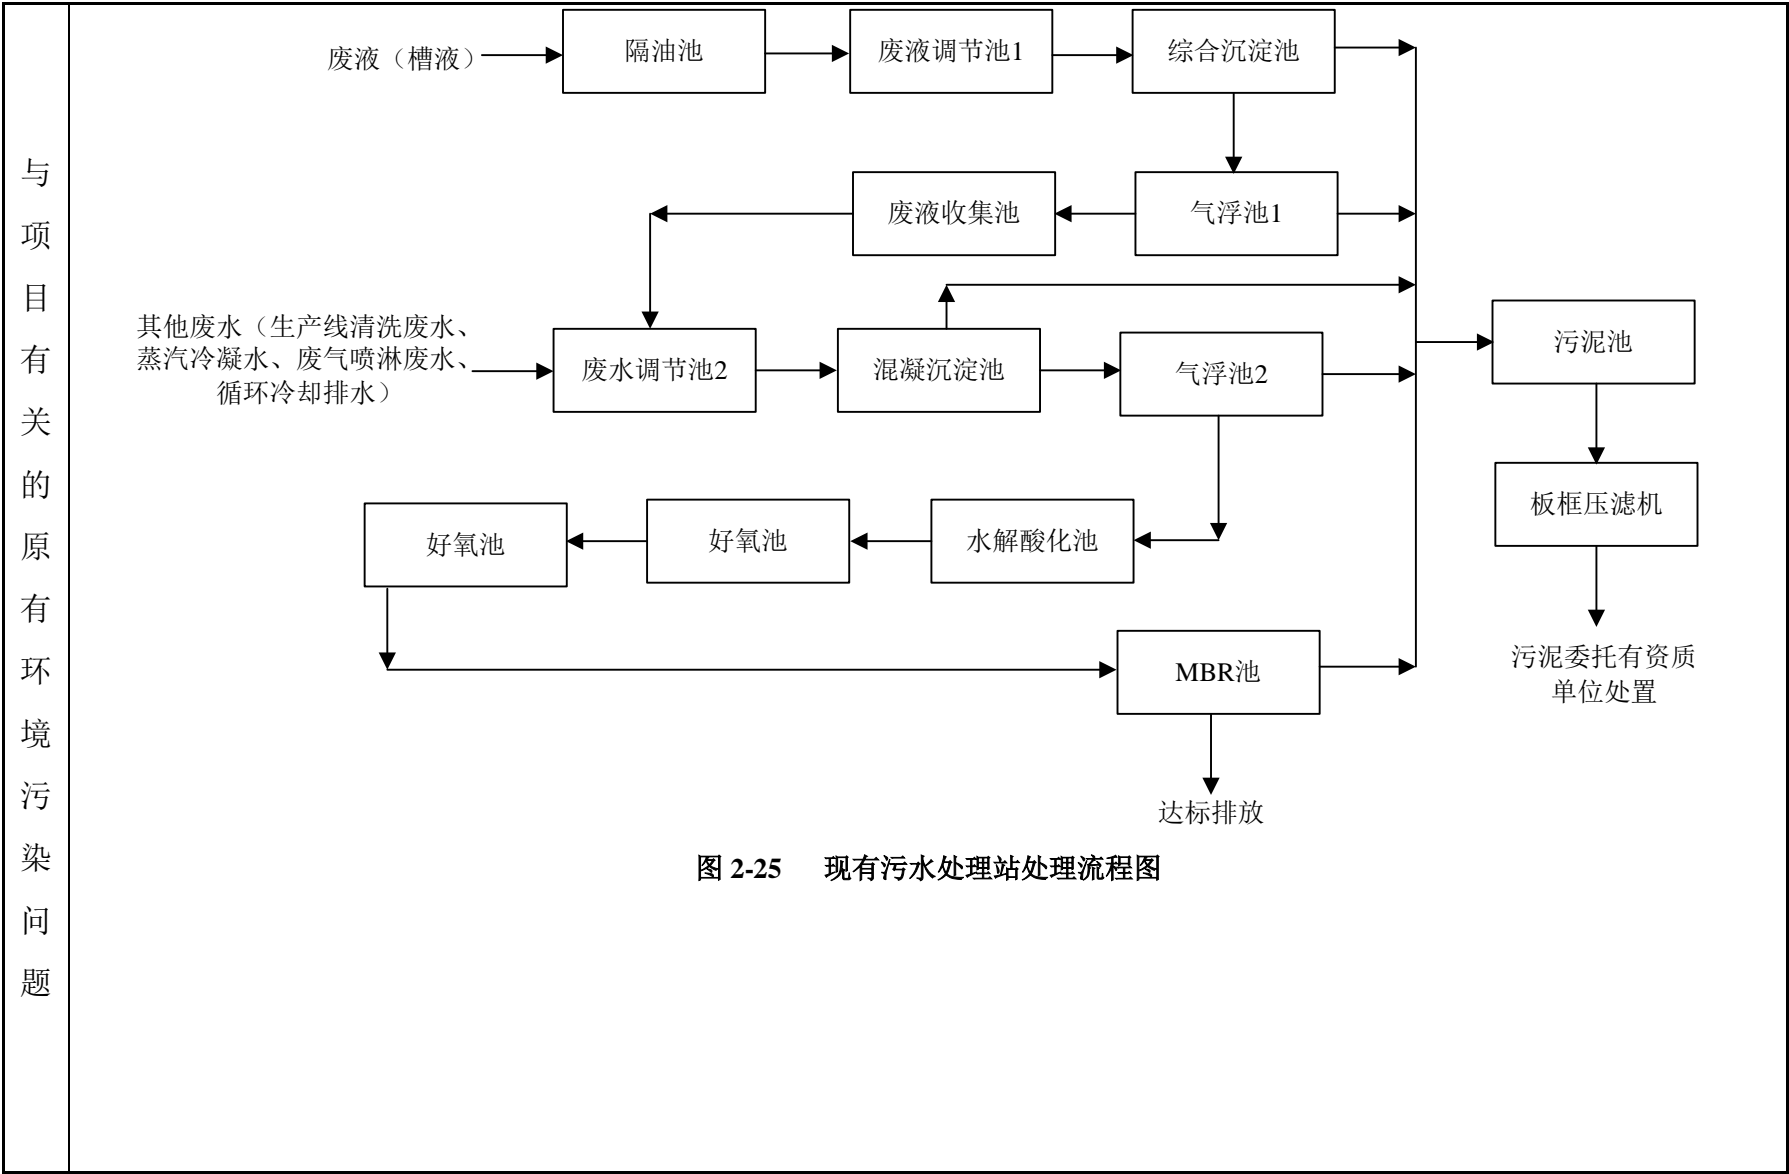 与
项
目
有
关
的
原
有
环
境
污
染
问
题
废液（槽液）
隔油池
废液调节池1
综合沉淀池
废液收集池
气浮池1
其他废水（生产线清洗废水、
蒸汽冷凝水、废气喷淋废水、
循环冷却排水）
废水调节池2
混凝沉淀池
气浮池2
污泥池
好氧池
好氧池
水解酸化池
板框压滤机
MBR池
污泥委托有资质
单位处置
达标排放
图 2-25 现有污水处理站处理流程图